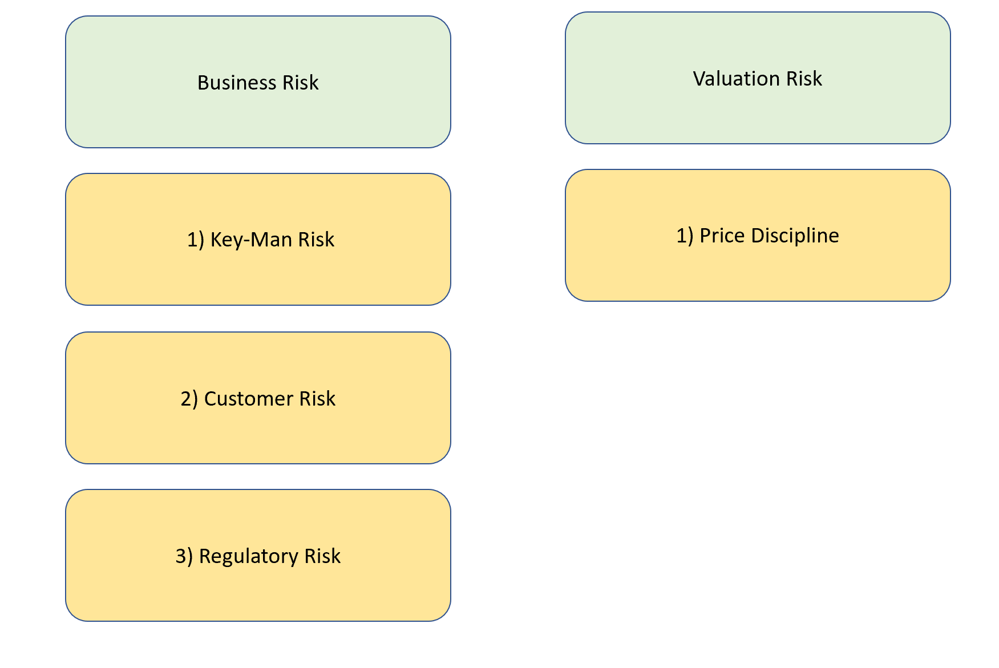 Business Risk
1) Key-Man Risk
2) Customer Risk
3) Regulatory Risk
Valuation Risk
1) Price Discipline